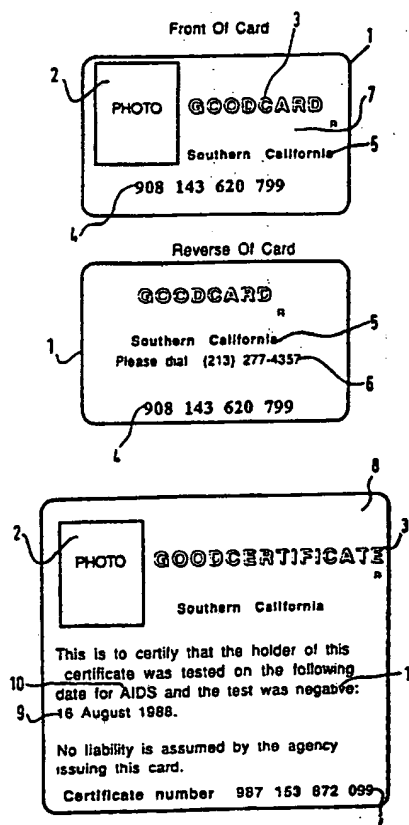 Front Of Card
3
1
2
PHOTO
GOODCARD
7
R
Southern California
5
908 143 620 799
4
Reverse Of Card
GOODCARD
R
Southern California
5
1
Please dial (213) 277-4357
6
908 143 620 799
4
8
2
PHOTO
GOODCERTIFICATE
3
R
Southern California
This is to certify that the holder of this
certificate was tested on the following
10
date for AIDS and the test was negative:
1
9
16 August 1988.
No liability is assumed by the agency
issuing this card.
Certificate number 987 153 872 099